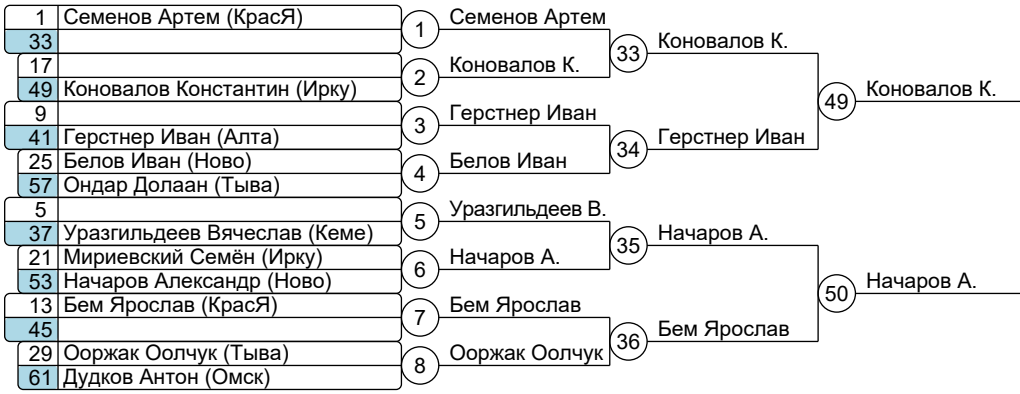 1 Семенов Артем (КрасЯ)
33
17
49 Коновалов Константин (Ирку)
9
41 Герстнер Иван (Алта)
25 Белов Иван (Ново)
57 Ондар Долаан (Тыва)
5
37 Уразгильдеев Вячеслав (Кеме)
21 Мириевский Семён (Ирку)
53 Начаров Александр (Ново)
13 Бем Ярослав (КрасЯ)
45
29 Ооржак Оолчук (Тыва)
61 Дудков Антон (Омск)
1 Семенов Артем
2 Коновалов К.
3 Герстнер Иван
4 Белов Иван
5 Уразгильдеев В.
6 Начаров А.
7 Бем Ярослав
8 Ооржак Оолчук
33 Коновалов К.
34 Герстнер Иван
35 Начаров А.
36 Бем Ярослав
49 Коновалов К.
50 Начаров А.